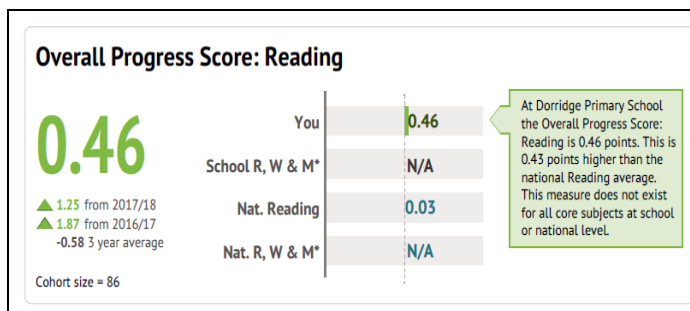 Overall Progress Score: Reading
0.46
▲ 1.25 from 2017/18
▲ 1.87 from 2016/17
-0.58 3 year average
Cohort size = 86
You 0.46
School R, W & M* N/A
Nat. Reading 0.03
Nat. R, W & M* N/A
At Dorridge Primary School
the Overall Progress Score:
Reading is 0.46 points. This is
0.43 points higher than the
national Reading average.
This measure does not exist
for all core subjects at school
or national level.